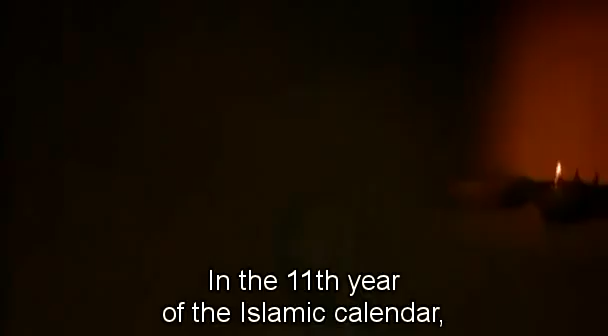 In the 11th year
of the Islamic calendar,